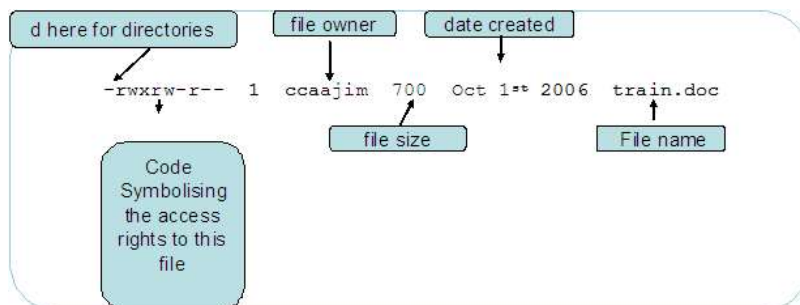 d here for directories
file owner
date created
-rwxrw-r-- 1 ccaajim 700 Oct 1st 2006 train.doc
file size
File name
Code
Symbolising
the access
rights to this
file